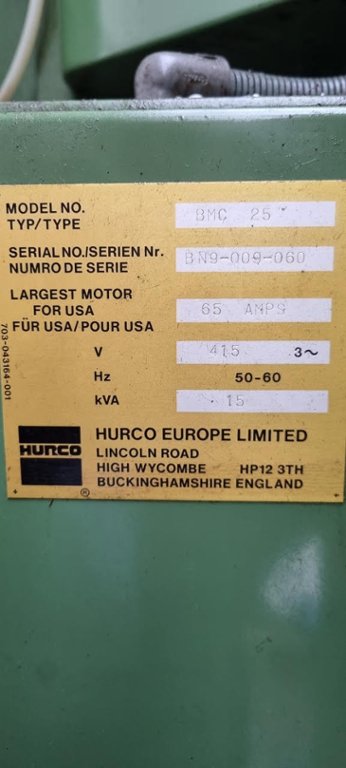 MODEL NO.
TYP/TYPE BMC 25
SERIAL NO./SERIEN Nr. BN9-009-060
NUMRO DE SERIE
LARGEST MOTOR
FOR USA 65 AMPS
FÜR USA/POUR USA
V 415 3~
Hz 50-60
kVA 15
703-043164-001
HURCO
®
HURCO EUROPE LIMITED
LINCOLN ROAD
HIGH WYCOMBE HP12 3TH
BUCKINGHAMSHIRE ENGLAND